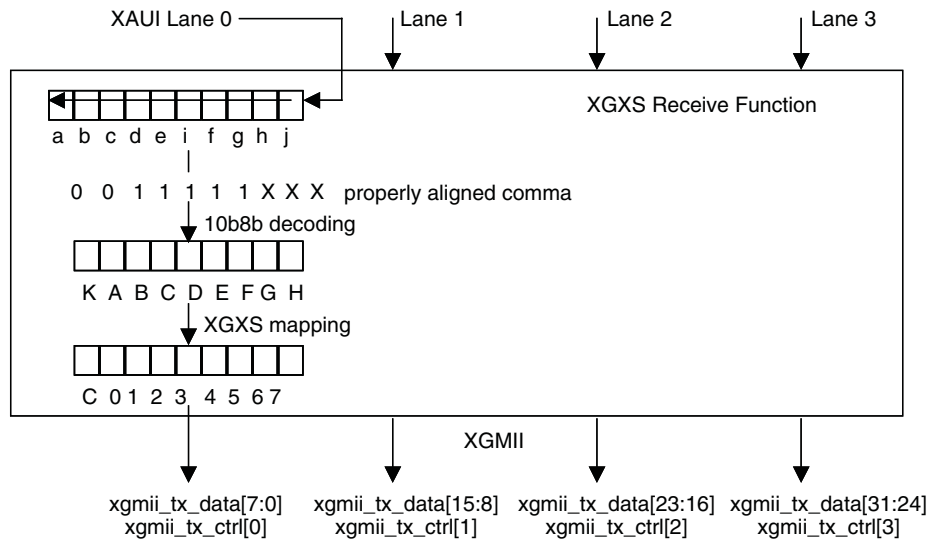 XAUI Lane 0 Lane 1 Lane 2 Lane 3
XGXS Receive Function
a b c d e i f g h j
0 0 1 1 1 1 1 X X X properly aligned comma
10b8b decoding
K A B C D E F G H
XGXS mapping
C 0 1 2 3 4 5 6 7
XGMII
xgmii_tx_data[7:0] xgmii_tx_data[15:8] xgmii_tx_data[23:16] xgmii_tx_data[31:24]
xgmii_tx_ctrl[0] xgmii_tx_ctrl[1] xgmii_tx_ctrl[2] xgmii_tx_ctrl[3]